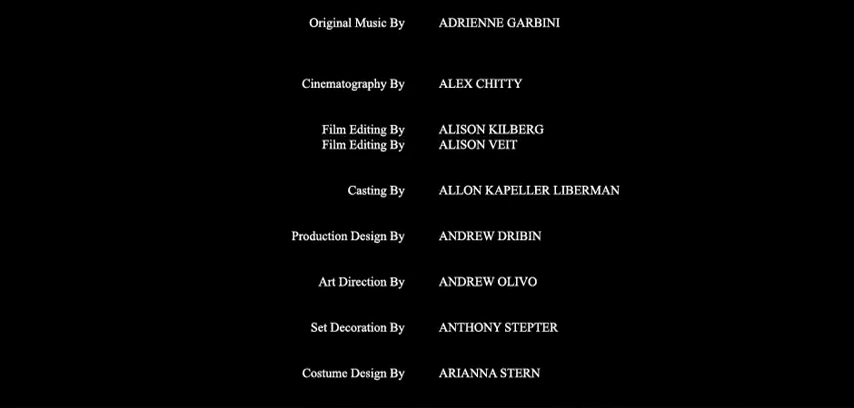 Original Music By ADRIENNE GARBINI
Cinematography By ALEX CHITTY
Film Editing By ALISON KILBERG
Film Editing By ALISON VEIT
Casting By ALLON KAPELLER LIBERMAN
Production Design By ANDREW DRIBIN
Art Direction By ANDREW OLIVO
Set Decoration By ANTHONY STEPTER
Costume Design By ARIANNA STERN